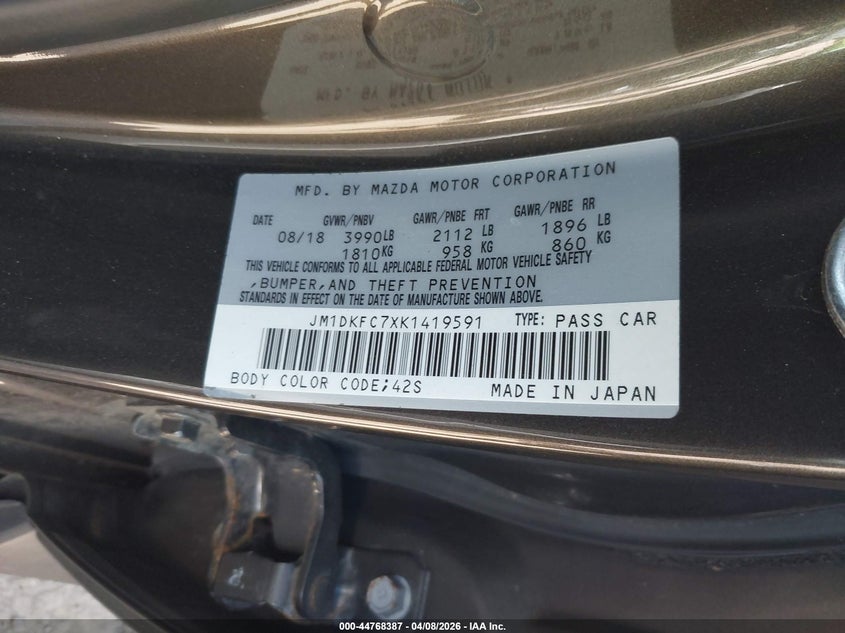 MFD. BY MAZDA MOTOR CORPORATION
DATE GVWR/PNBV GAWR/PNBE FRT GAWR/PNBE RR
08/18 3990LB 2112 LB 1896 LB
1810KG 958 KG 860 KG
THIS VEHICLE CONFORMS TO ALL APPLICABLE FEDERAL MOTOR VEHICLE SAFETY
,BUMPER,AND THEFT PREVENTION
STANDARDS IN EFFECT ON THE DATE OF MANUFACTURE SHOWN ABOVE.
JM1DKFC7XK1419591 TYPE: PASS CAR
BODY COLOR CODE;42S MADE IN JAPAN
000-44768387 - 04/08/2026 - IAA Inc.